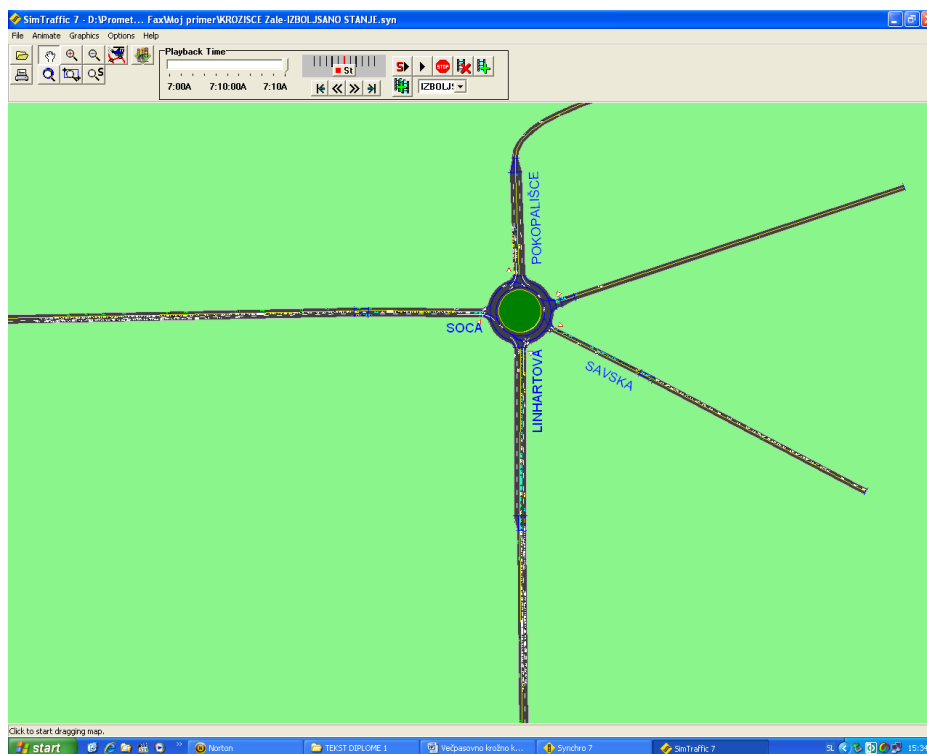 SimTraffic 7 - D:\Promet... Fax\Moj primer\KROZISCE Zale-IZBOLJSANO STANJE.syn
File Animate Graphics Options Help
Playback Time
7:00A 7:10:00A 7:10A
St
S
STOP
IZBOLJ
S
POKOPALIŠCE
SOCA
SAVSKA
LINHARTOVA
Click to start dragging map.
start Norton TEKST DIPLOME 1 Večpasovno krožno k... Synchro 7 SimTraffic 7 SL 15:34